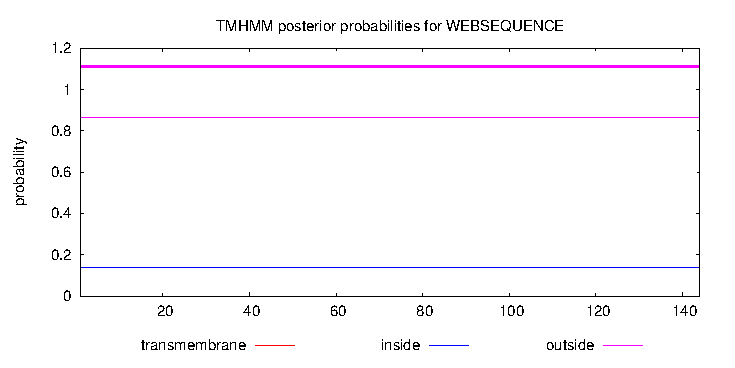 TMHMM posterior probabilities for WEBSEQUENCE
1.2
1
0.8
0.6
0.4
0.2
0
probability
20 40 60 80 100 120 140
transmembrane inside outside